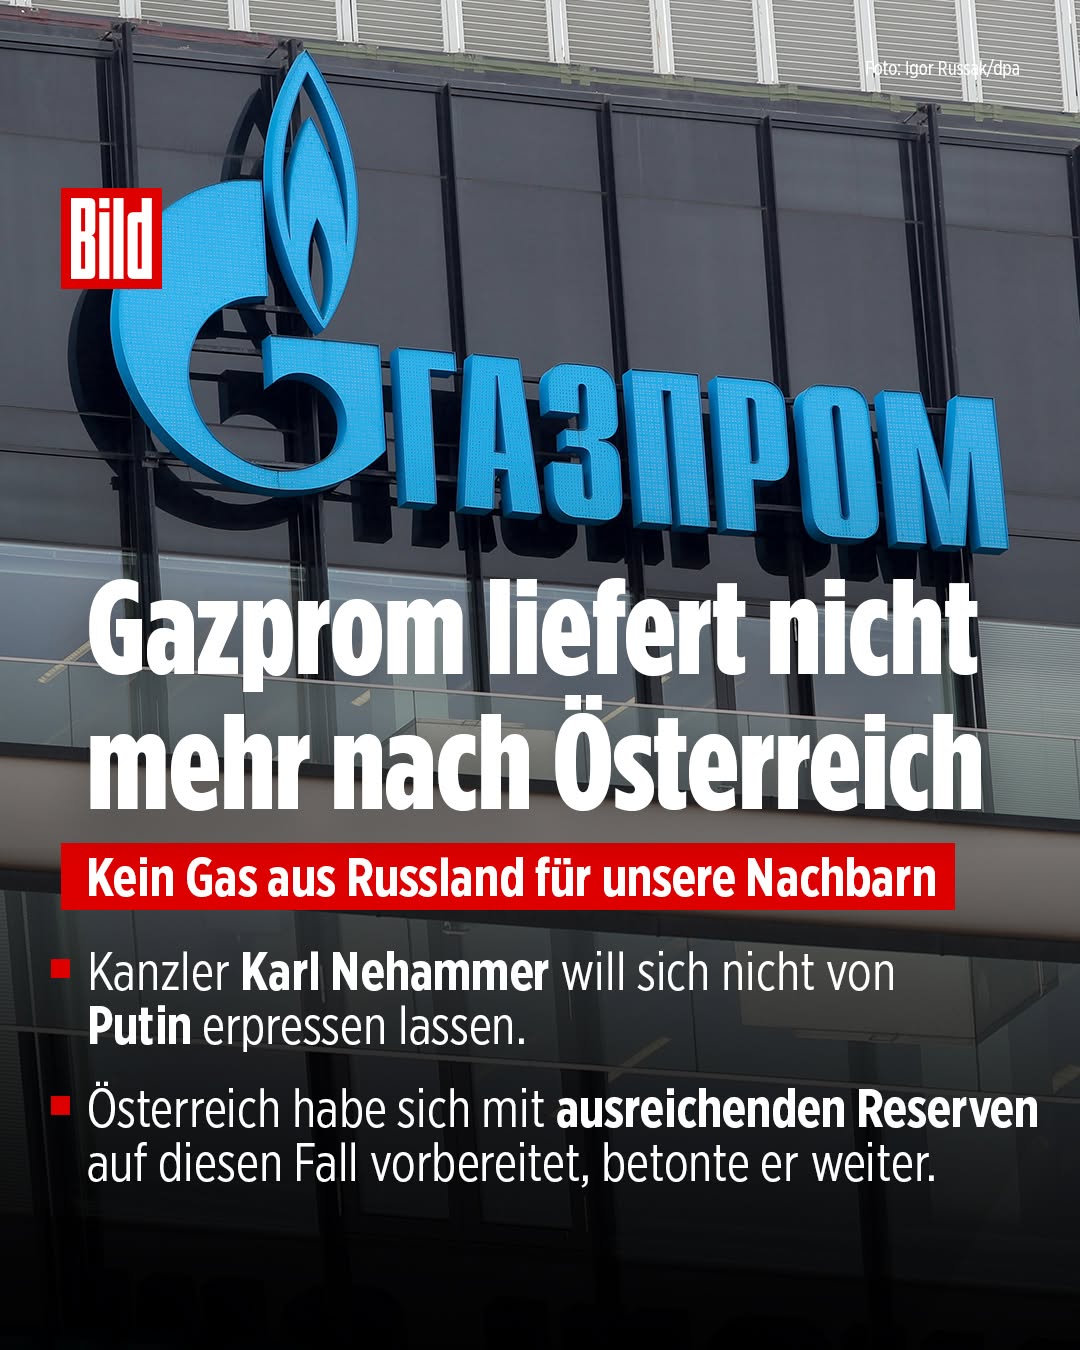 Foto: Igor Russak/dpa
Bild
ГАЗПРОМ
Gazprom liefert nicht
mehr nach Österreich
Kein Gas aus Russland für unsere Nachbarn
Kanzler Karl Nehammer will sich nicht von
Putin erpressen lassen.
Österreich habe sich mit ausreichenden Reserven
auf diesen Fall vorbereitet, betonte er weiter.